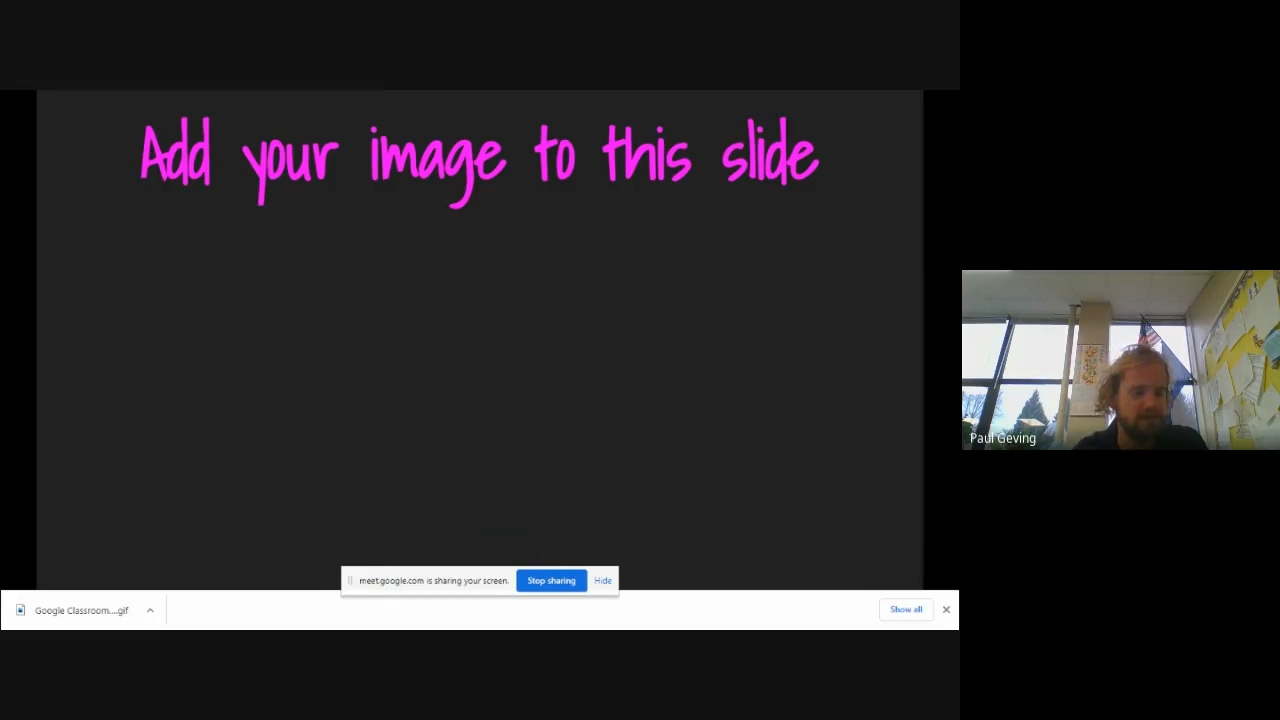 Add your image to this slide
Paul Geving
meet.google.com is sharing your screen.
Stop sharing
Hide
Google Classroom....gif
Show all